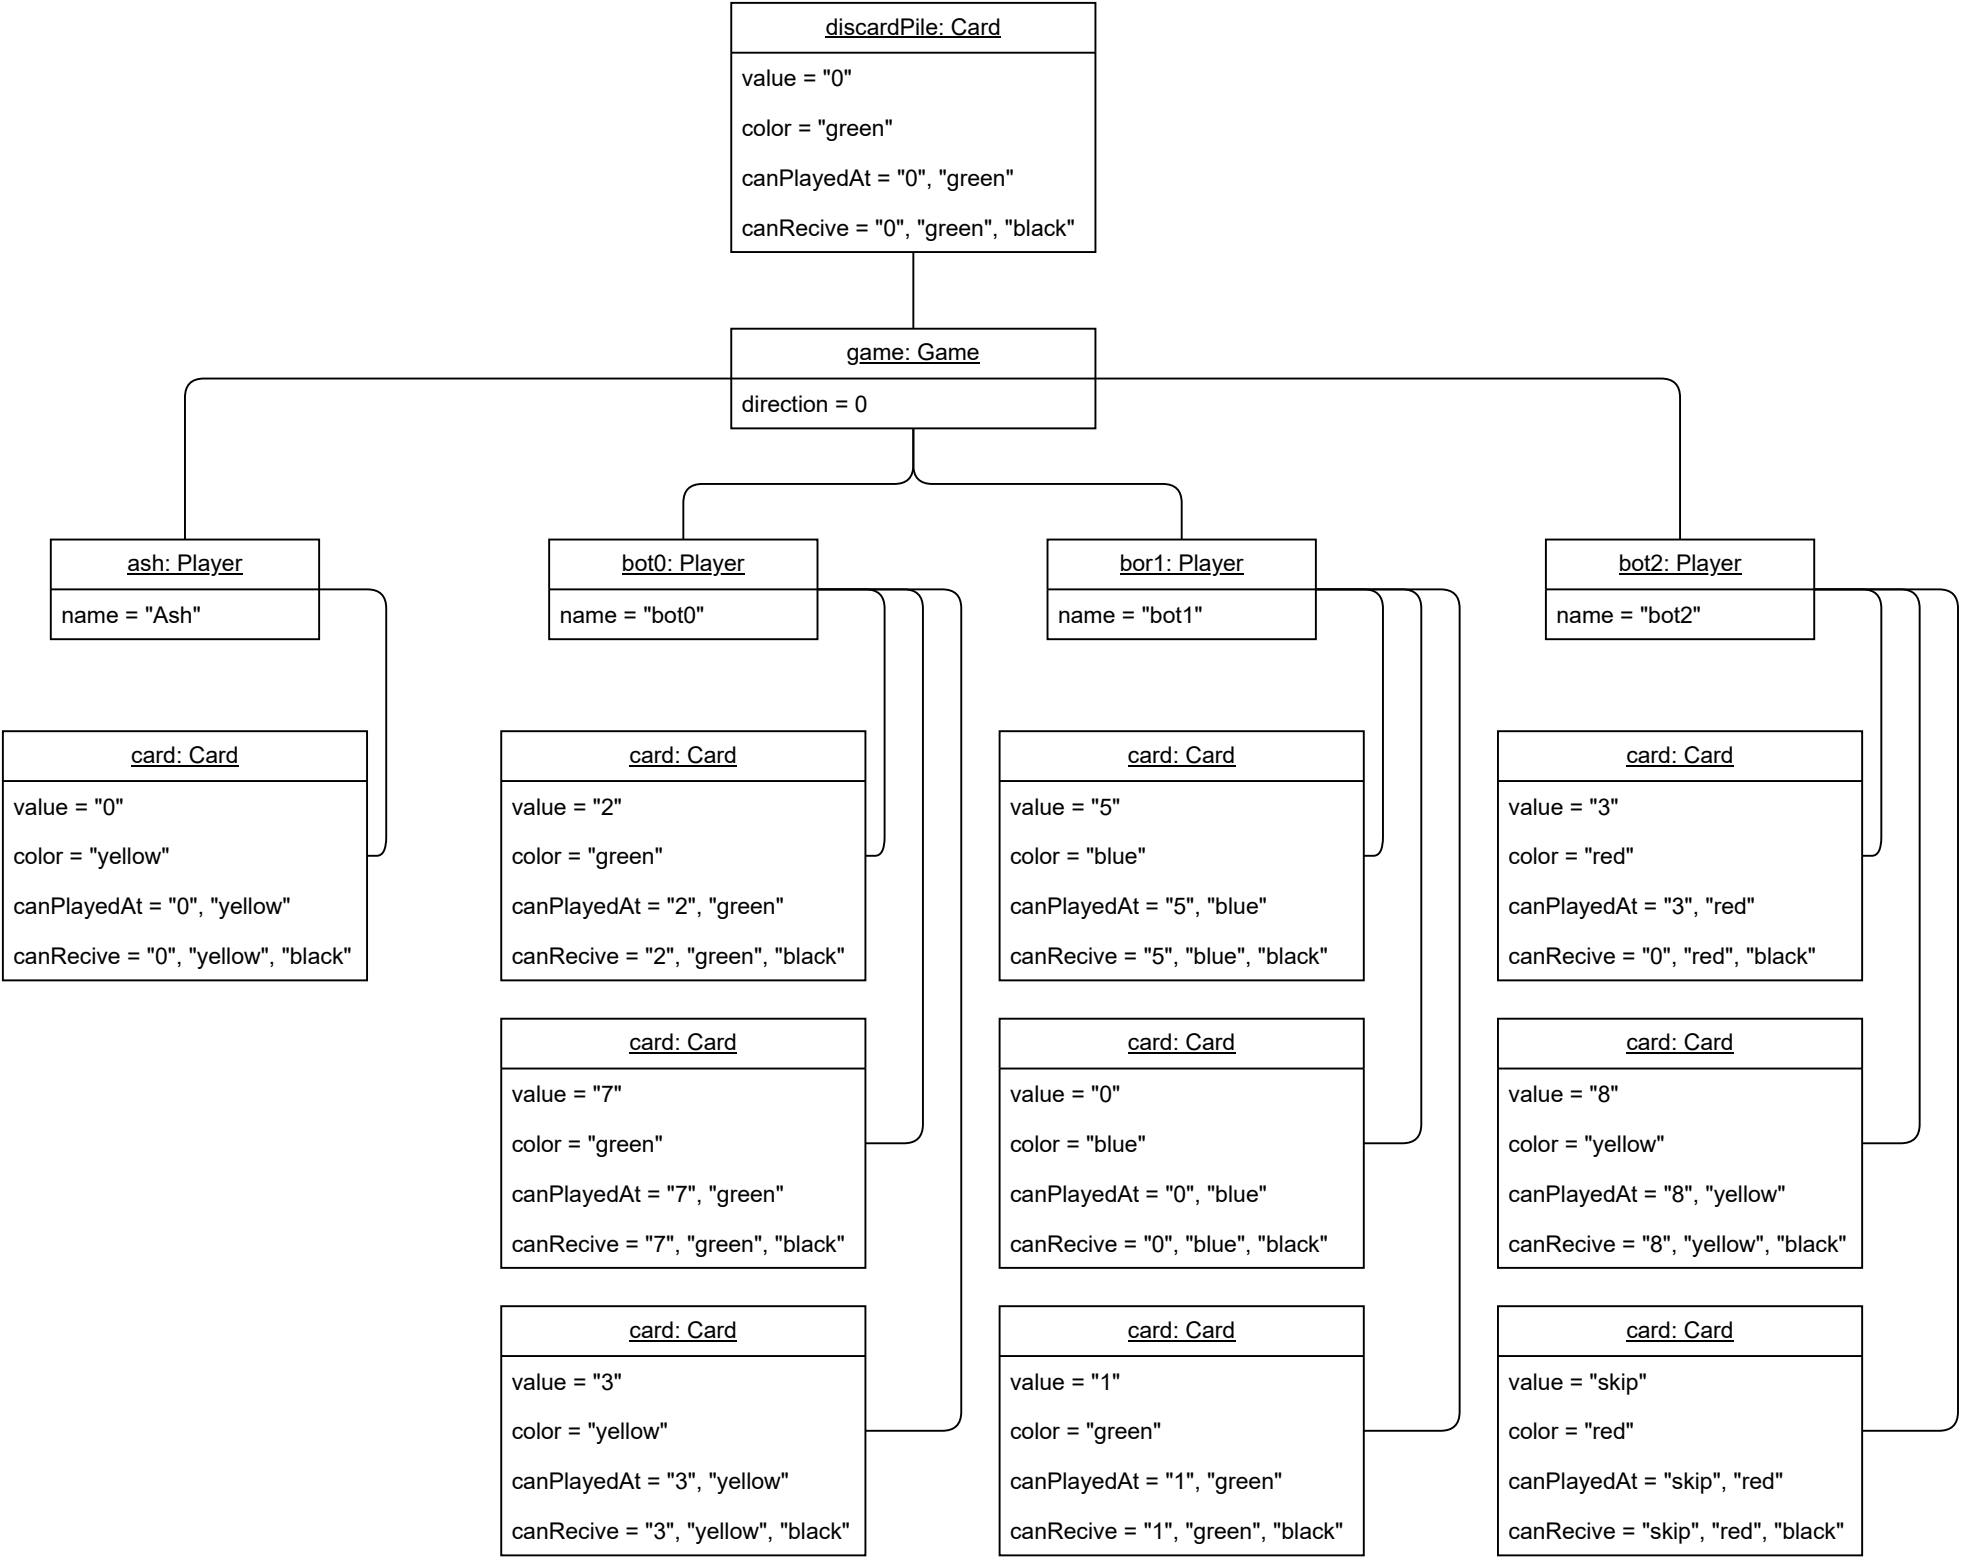 discardPile: Card
value = "0"
color = "green"
canPlayedAt = "0", "green"
canRecive = "0", "green", "black"
game: Game
direction = 0
ash: Player
name = "Ash"
bot0: Player
name = "bot0"
bor1: Player
name = "bot1"
bot2: Player
name = "bot2"
card: Card
value = "0"
color = "yellow"
canPlayedAt = "0", "yellow"
canRecive = "0", "yellow", "black"
card: Card
value = "2"
color = "green"
canPlayedAt = "2", "green"
canRecive = "2", "green", "black"
card: Card
value = "5"
color = "blue"
canPlayedAt = "5", "blue"
canRecive = "5", "blue", "black"
card: Card
value = "3"
color = "red"
canPlayedAt = "3", "red"
canRecive = "0", "red", "black"
card: Card
value = "7"
color = "green"
canPlayedAt = "7", "green"
canRecive = "7", "green", "black"
card: Card
value = "0"
color = "blue"
canPlayedAt = "0", "blue"
canRecive = "0", "blue", "black"
card: Card
value = "8"
color = "yellow"
canPlayedAt = "8", "yellow"
canRecive = "8", "yellow", "black"
card: Card
value = "3"
color = "yellow"
canPlayedAt = "3", "yellow"
canRecive = "3", "yellow", "black"
card: Card
value = "1"
color = "green"
canPlayedAt = "1", "green"
canRecive = "1", "green", "black"
card: Card
value = "skip"
color = "red"
canPlayedAt = "skip", "red"
canRecive = "skip", "red", "black"